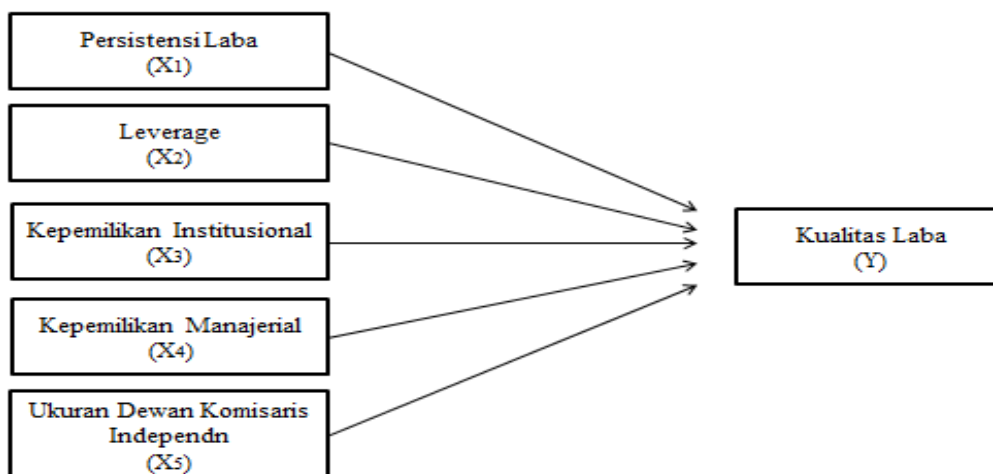 Persistensi Laba
(X1)
Leverage
(X2)
Kepemilikan Institusional
(X3)
Kepemilikan Manajerial
(X4)
Ukuran Dewan Komisaris
Independn
(X5)
Kualitas Laba
(Y)